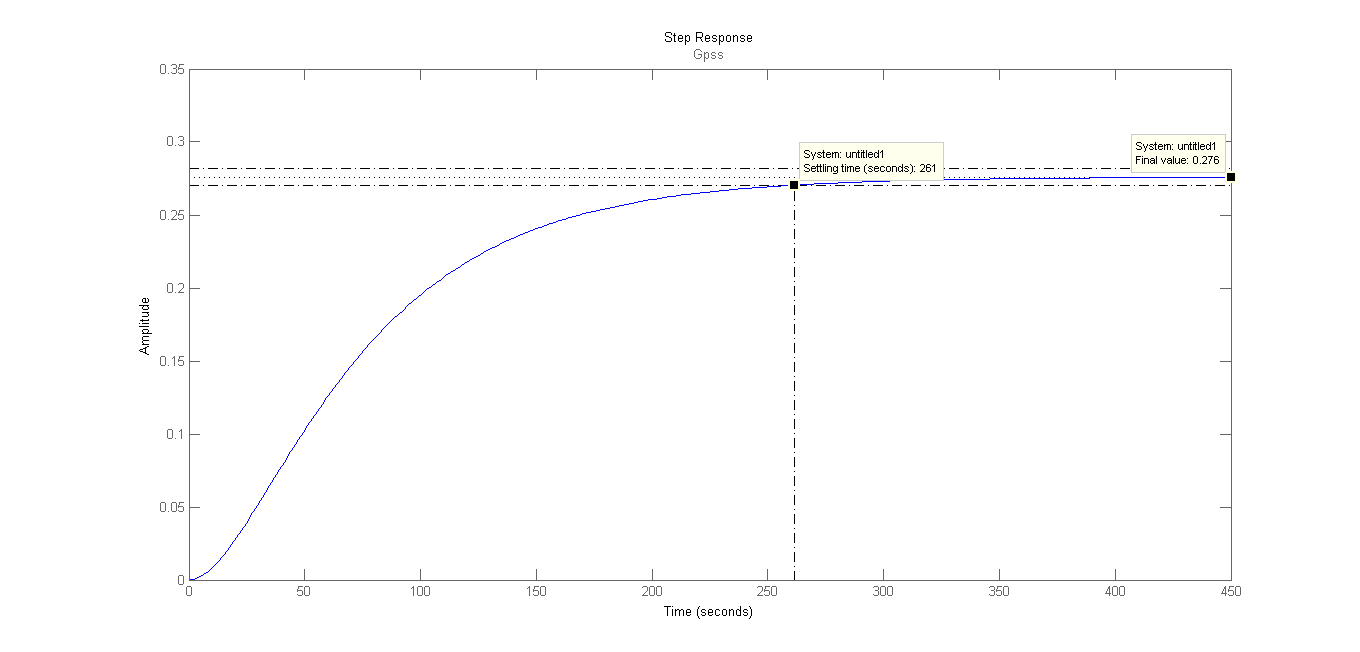 Step Response
Gpss
0.35
0.3
0.25
0.2
0.15
0.1
0.05
0
Amplitude
System: untitled1
Settling time (seconds): 261
System: untitled1
Final value: 0.276
0 50 100 150 200 250 300 350 400 450
Time (seconds)